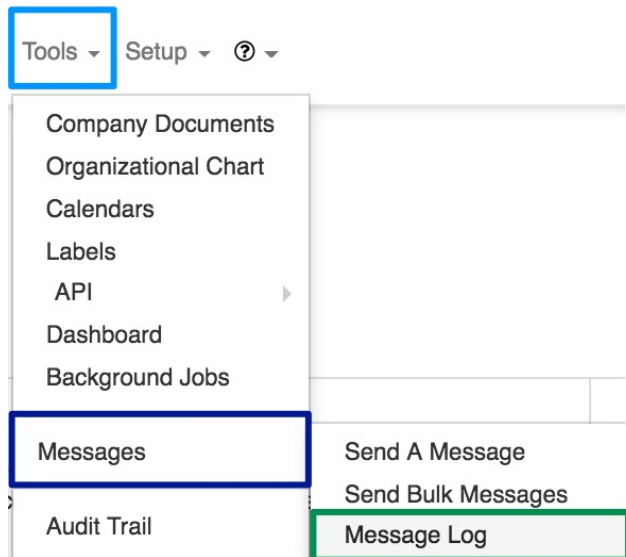 Tools Setup ?
Company Documents
Organizational Chart
Calendars
Labels
API
Dashboard
Background Jobs
Messages
Send A Message
Send Bulk Messages
Audit Trail
Message Log